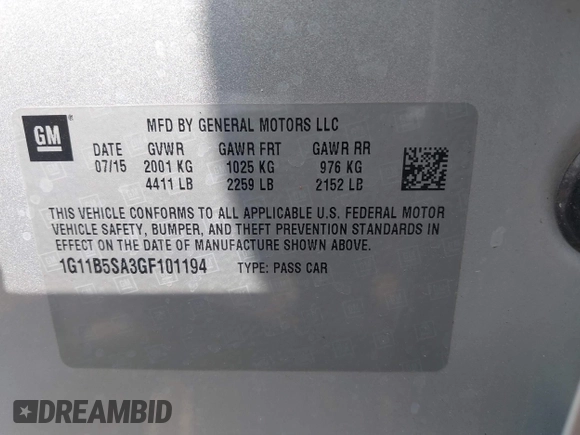 GM ®
MFD BY GENERAL MOTORS LLC
DATE GVWR GAWR FRT GAWR RR
07/15 2001 KG 1025 KG 976 KG
4411 LB 2259 LB 2152 LB
THIS VEHICLE CONFORMS TO ALL APPLICABLE U.S. FEDERAL MOTOR
VEHICLE SAFETY, BUMPER, AND THEFT PREVENTION STANDARDS IN
EFFECT ON THE DATE OF MANUFACTURE SHOWN ABOVE.
1G11B5SA3GF101194 TYPE: PASS CAR
DREAMBID